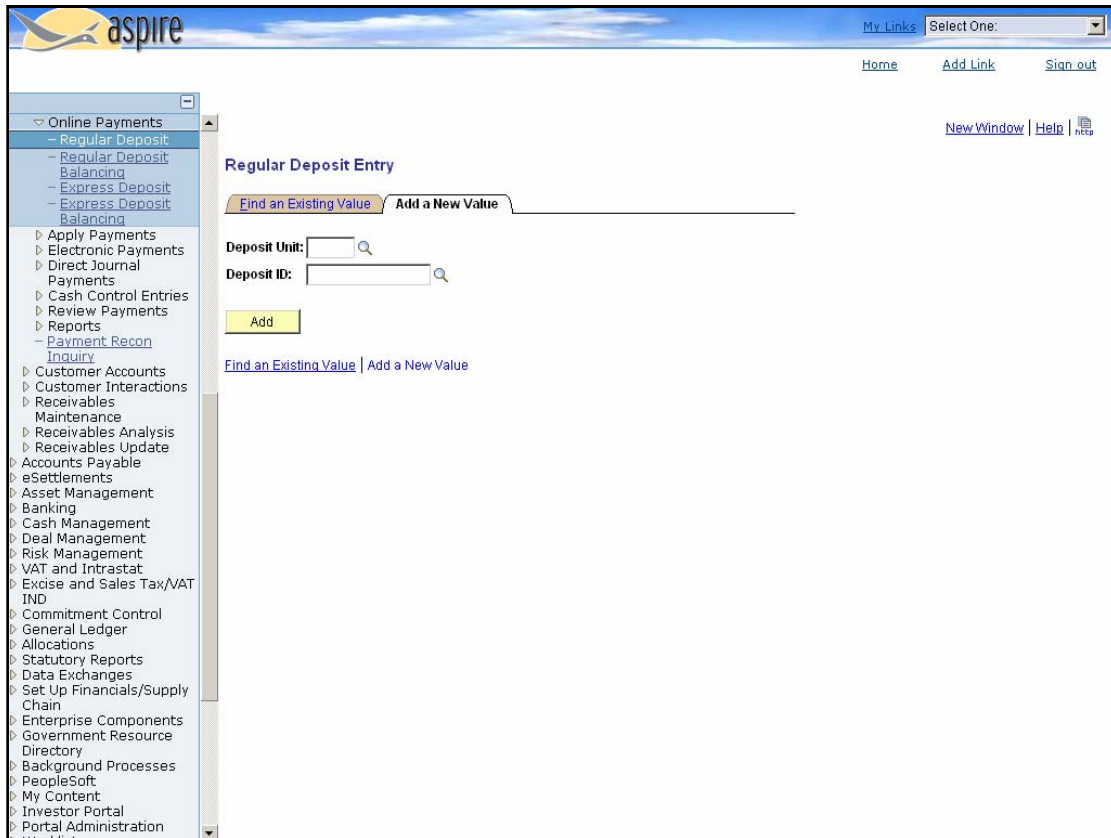 aspire
My Links Select One:
Home Add Link Sign out
New Window | Help | http
Online Payments
– Regular Deposit
– Regular Deposit
Balancing
– Express Deposit
– Express Deposit
Balancing
Apply Payments
Electronic Payments
Direct Journal
Payments
Cash Control Entries
Review Payments
Reports
– Payment Recon
Inquiry
Customer Accounts
Customer Interactions
Receivables
Maintenance
Receivables Analysis
Receivables Update
Accounts Payable
eSettlements
Asset Management
Banking
Cash Management
Deal Management
Risk Management
VAT and Intrastat
Excise and Sales Tax/VAT
IND
Commitment Control
General Ledger
Allocations
Statutory Reports
Data Exchanges
Set Up Financials/Supply
Chain
Enterprise Components
Government Resource
Directory
Background Processes
PeopleSoft
My Content
Investor Portal
Portal Administration
Regular Deposit Entry
Find an Existing Value Add a New Value
Deposit Unit:
Deposit ID:
Add
Find an Existing Value | Add a New Value